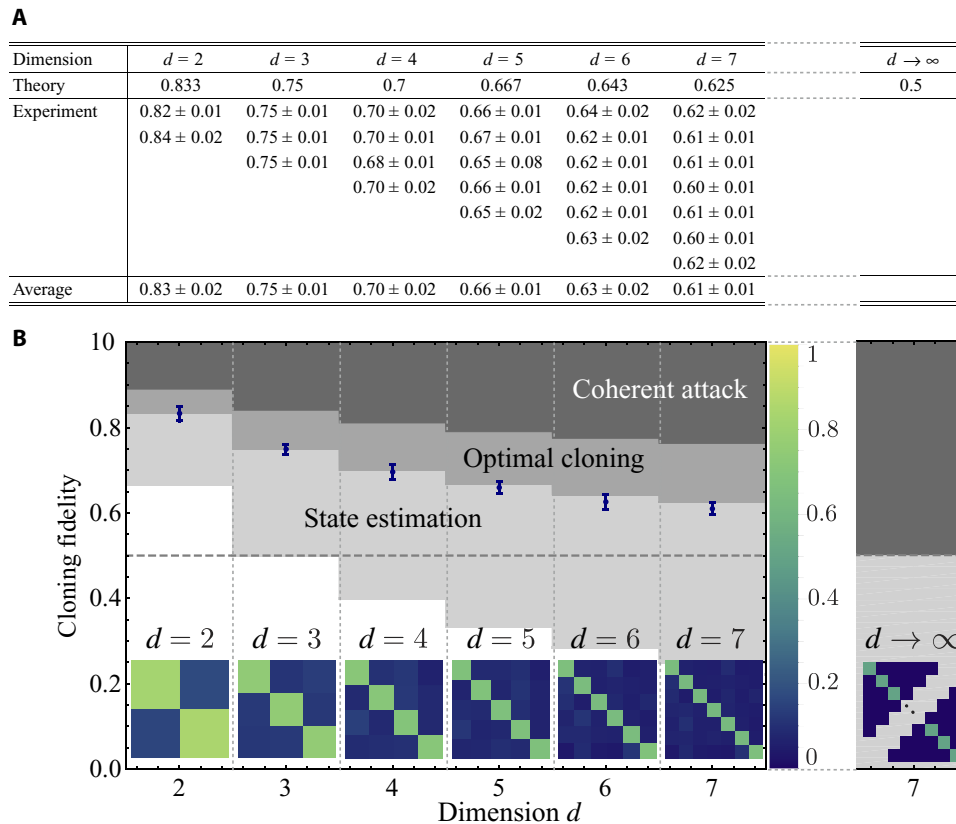 A
Dimension d = 2 d = 3 d = 4 d = 5 d = 6 d = 7 d → ∞
Theory 0.833 0.75 0.7 0.667 0.643 0.625 0.5
Experiment 0.82 ± 0.01 0.75 ± 0.01 0.70 ± 0.02 0.66 ± 0.01 0.64 ± 0.02 0.62 ± 0.02
0.84 ± 0.02 0.75 ± 0.01 0.70 ± 0.01 0.67 ± 0.01 0.62 ± 0.01 0.61 ± 0.01
0.75 ± 0.01 0.68 ± 0.01 0.65 ± 0.08 0.62 ± 0.01 0.61 ± 0.01
0.70 ± 0.02 0.66 ± 0.01 0.62 ± 0.01 0.60 ± 0.01
0.65 ± 0.02 0.62 ± 0.01 0.61 ± 0.01
0.63 ± 0.02 0.60 ± 0.01
0.62 ± 0.02
Average 0.83 ± 0.02 0.75 ± 0.01 0.70 ± 0.02 0.66 ± 0.01 0.63 ± 0.02 0.61 ± 0.01
B
10
0.8
0.6
0.4
0.2
0.0
Cloning fidelity
Coherent attack
Optimal cloning
State estimation
d = 2 d = 3 d = 4 d = 5 d = 6 d = 7 d → ∞
1
0.8
0.6
0.4
0.2
0
2 3 4 5 6 7 7
Dimension d